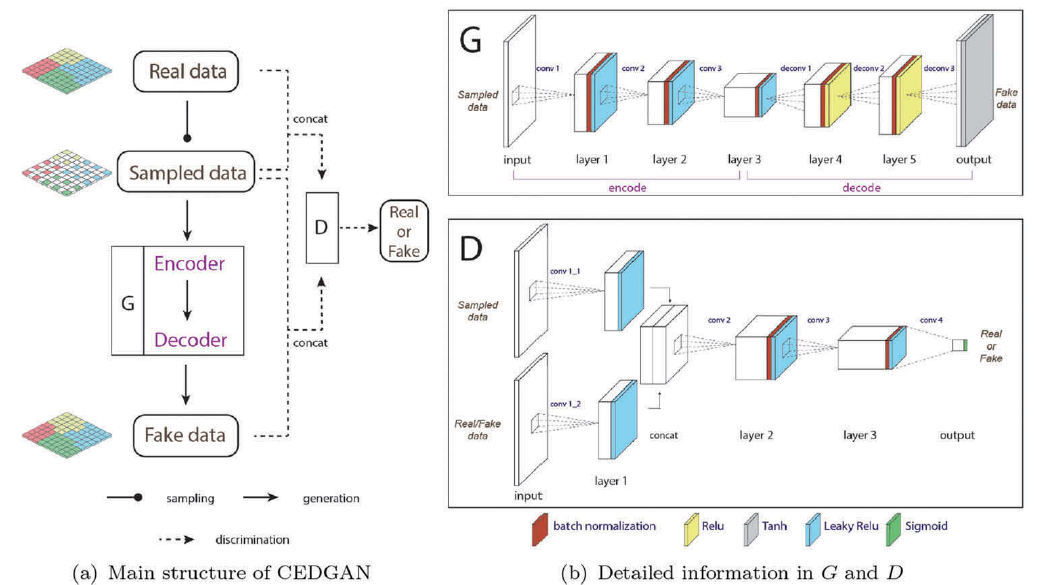 Real data
concat
Sampled data
D
Real
or
Fake
G
Encoder
Decoder
concat
Fake data
sampling
generation
discrimination
(a) Main structure of CEDGAN
G
conv 1
conv 2
conv 3
deconv 1
deconv 2
deconv 3
Sampled
data
Fake
data
input
layer 1
layer 2
layer 3
layer 4
layer 5
output
encode
decode
D
conv 1_1
Sampled
data
conv 2
conv 3
conv 4
Real
or
Fake
conv 1_2
Real/Fake
data
concat
layer 2
layer 3
output
layer 1
input
batch normalization
Relu
Tanh
Leaky Relu
Sigmoid
(b) Detailed information in G and D